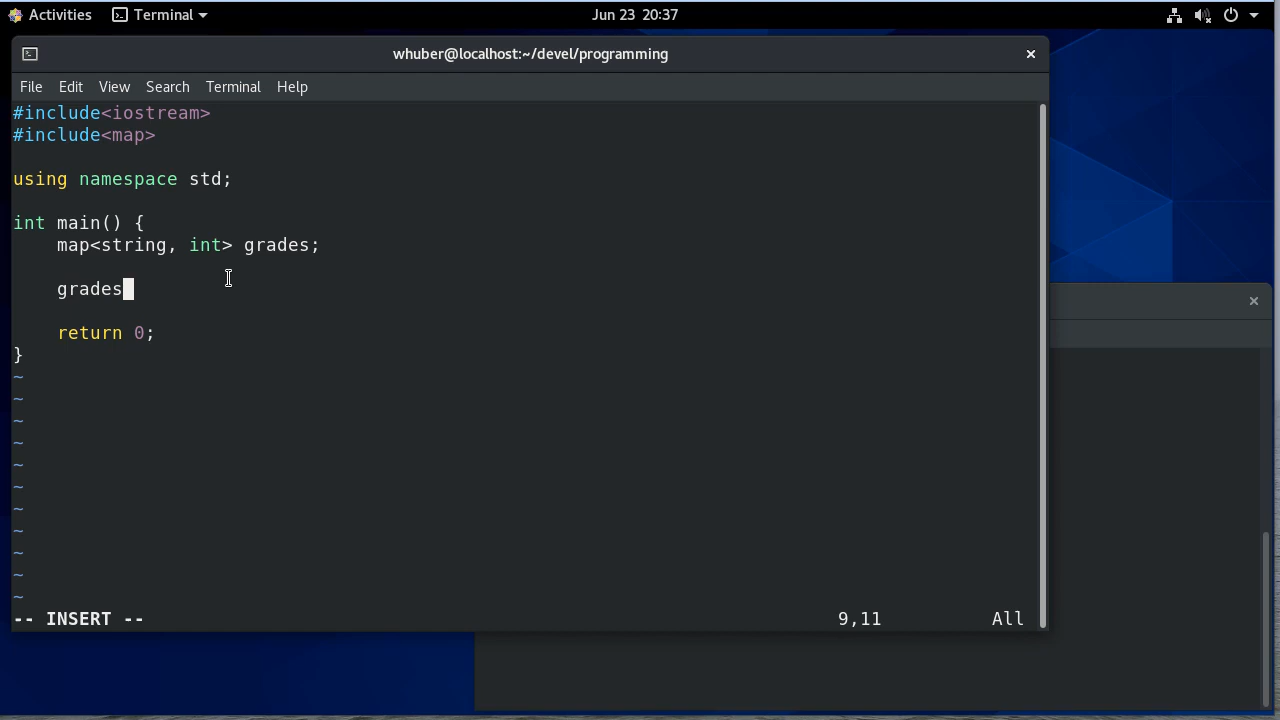 Activities Terminal Jun 23 20:37
whuber@localhost:~/devel/programming
File Edit View Search Terminal Help
#include<iostream>
#include<map>
using namespace std;
int main() {
    map<string, int> grades;
    grades
    return 0;
}
~
~
~
~
~
~
~
~
~
~
~
-- INSERT -- 9,11 All